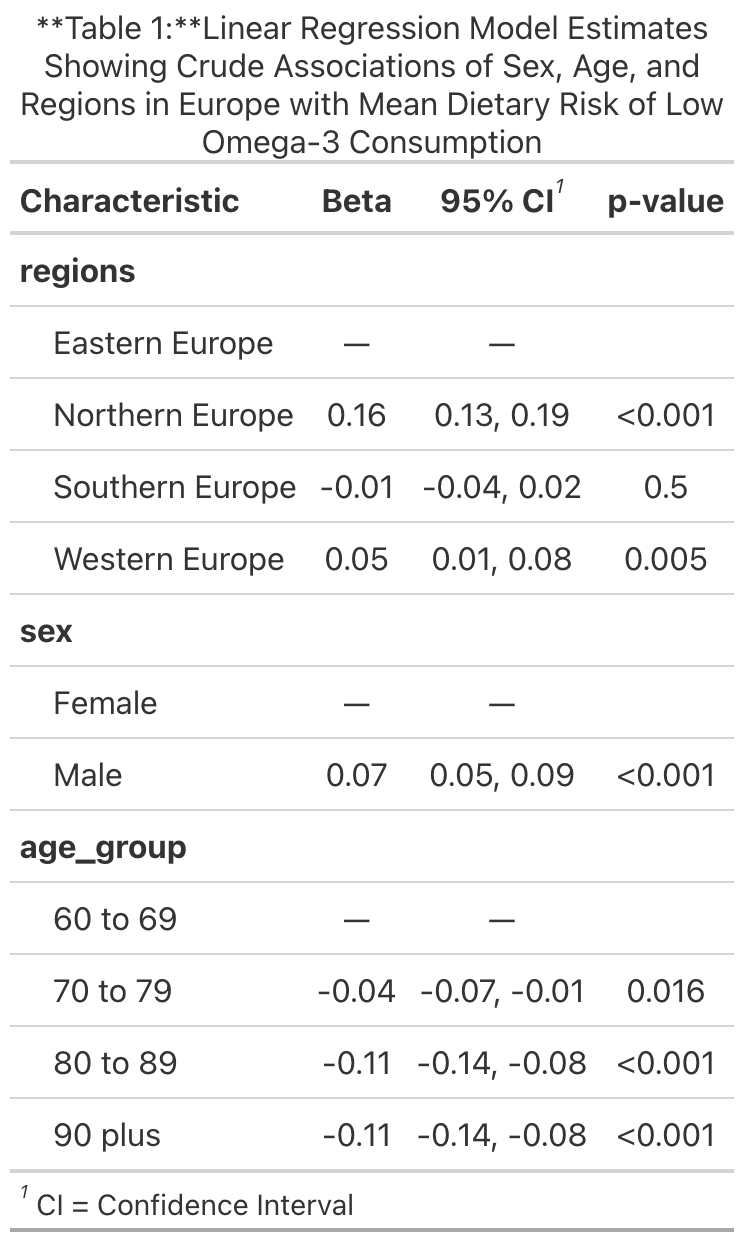 **Table 1:**Linear Regression Model Estimates
Showing Crude Associations of Sex, Age, and
Regions in Europe with Mean Dietary Risk of Low
Omega-3 Consumption
Characteristic Beta 95% CI1 p-value
regions
Eastern Europe — —
Northern Europe 0.16 0.13, 0.19 <0.001
Southern Europe -0.01 -0.04, 0.02 0.5
Western Europe 0.05 0.01, 0.08 0.005
sex
Female — —
Male 0.07 0.05, 0.09 <0.001
age_group
60 to 69 — —
70 to 79 -0.04 -0.07, -0.01 0.016
80 to 89 -0.11 -0.14, -0.08 <0.001
90 plus -0.11 -0.14, -0.08 <0.001
1 CI = Confidence Interval